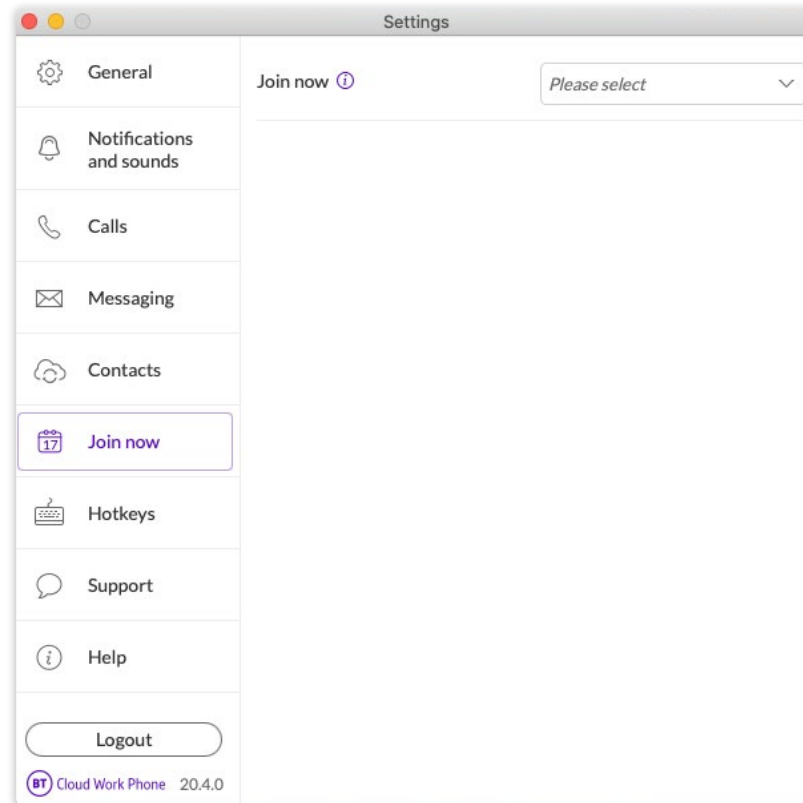 Settings
General
Join now
Please select
Notifications
and sounds
Calls
Messaging
Contacts
17
Join now
Hotkeys
Support
Help
Logout
BT Cloud Work Phone 20.4.0